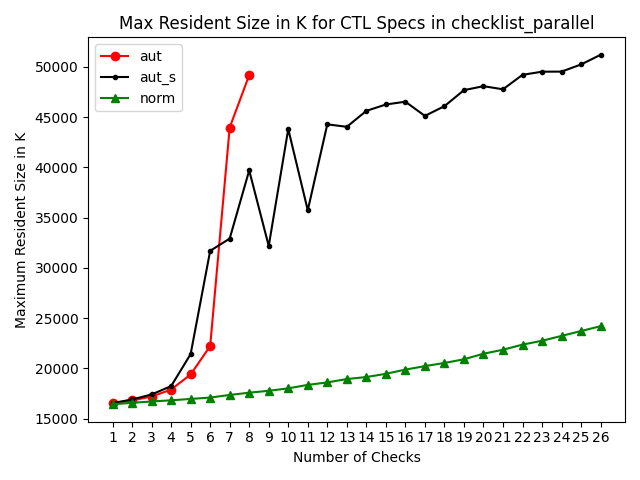 Max Resident Size in K for CTL Specs in checklist_parallel
aut
aut_s
norm
50000
45000
40000
35000
30000
25000
20000
15000
Maximum Resident Size in K
1 2 3 4 5 6 7 8 9 10 11 12 13 14 15 16 17 18 19 20 21 22 23 24 25 26
Number of Checks